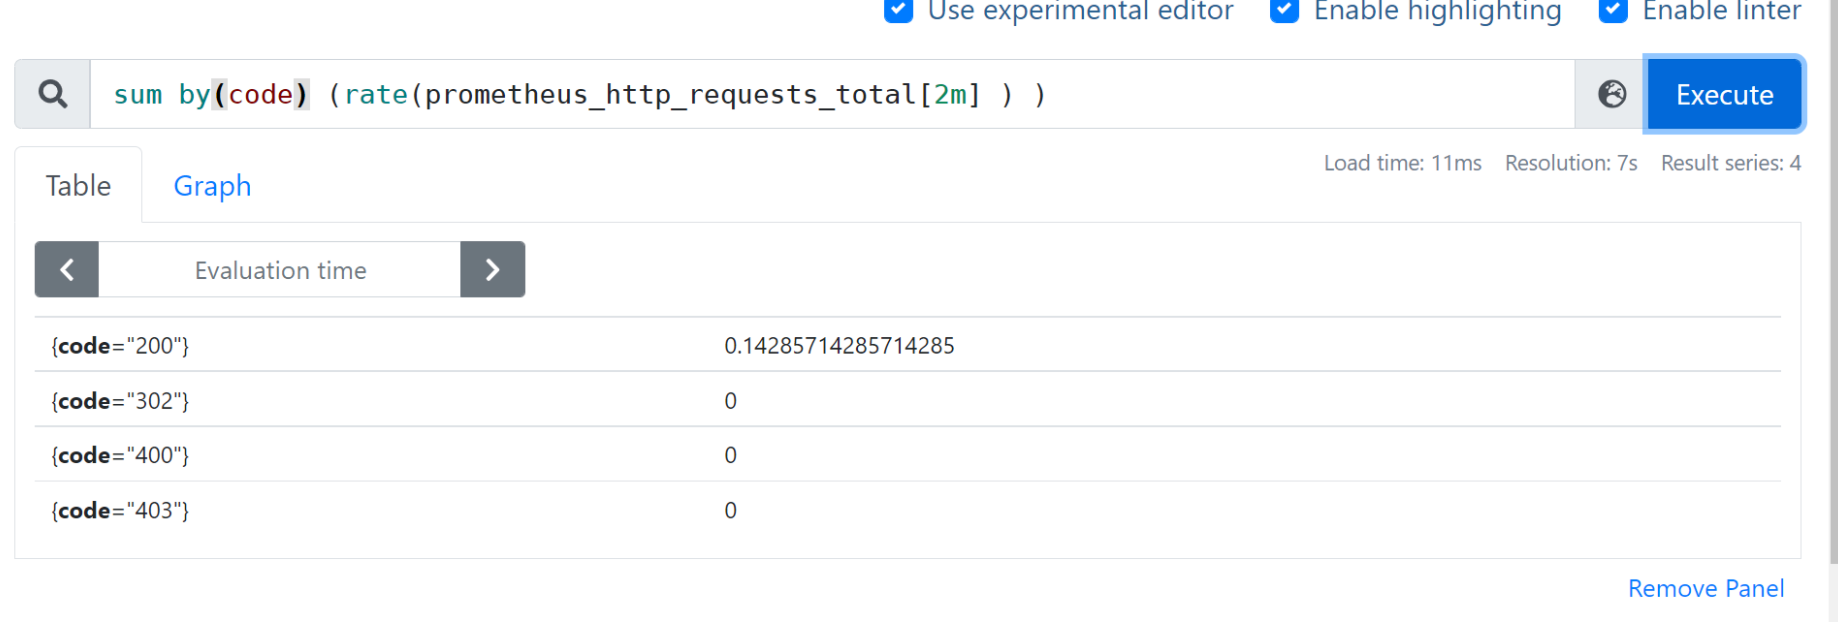 Use experimental editor Enable highlighting Enable linter
sum by(code) (rate(prometheus_http_requests_total[2m] ) )
Execute
Load time: 11ms Resolution: 7s Result series: 4
Table Graph
Evaluation time
{code="200"} 0.14285714285714285
{code="302"} 0
{code="400"} 0
{code="403"} 0
Remove Panel